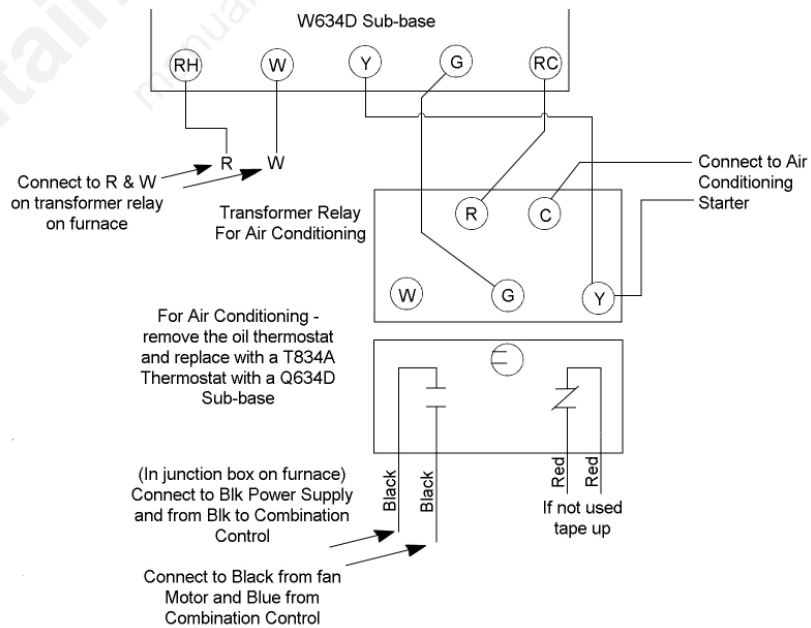 W634D Sub-base
RH
W
Y
G
RC
R
W
Connect to R & W
on transformer relay
on furnace
Transformer Relay
For Air Conditioning
R
C
Connect to Air
Conditioning
Starter
W
G
Y
For Air Conditioning -
remove the oil thermostat
and replace with a T834A
Thermostat with a Q634D
Sub-base
(In junction box on furnace)
Connect to Blk Power Supply
and from Blk to Combination
Control
Black
Black
Red
Red
If not used
tape up
Connect to Black from fan
Motor and Blue from
Combination Control